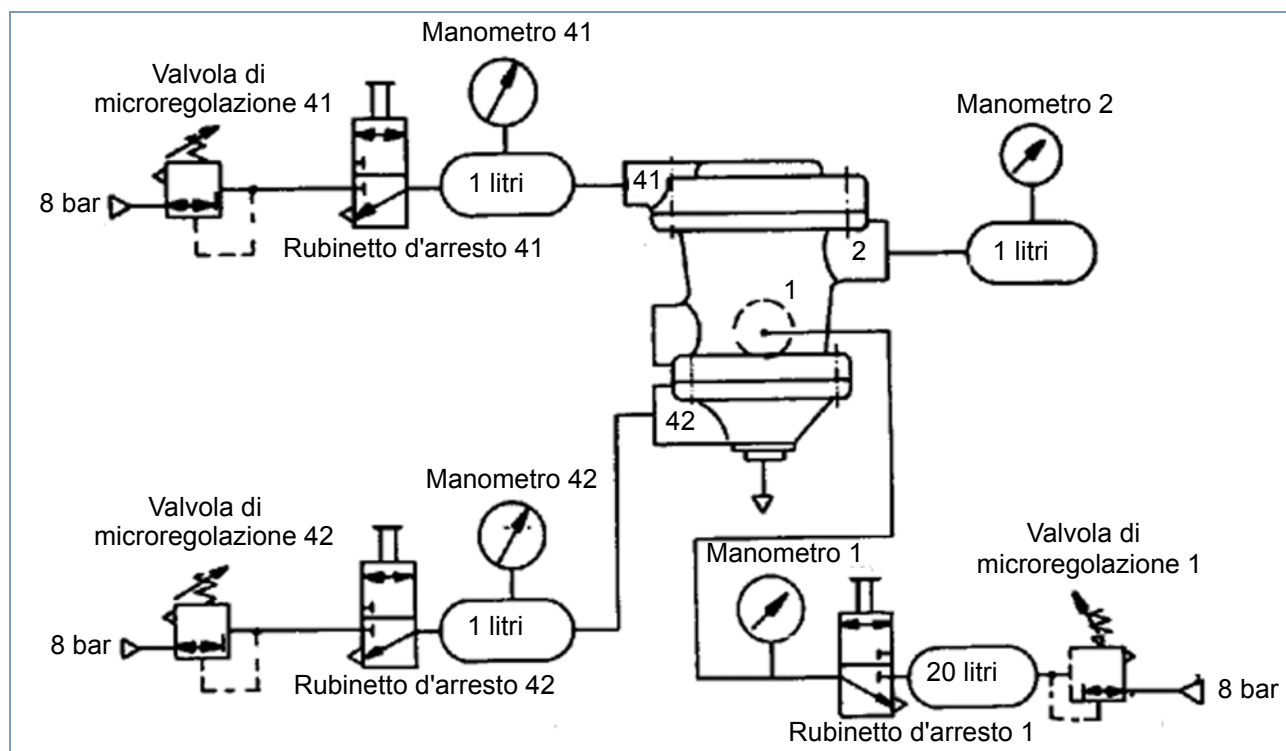 Manometro 41
Valvola di
microregolazione 41
Manometro 2
8 bar
1 litri
41
2
1 litri
Rubinetto d'arresto 41
1
42
Manometro 42
Valvola di
microregolazione 42
Manometro 1
Valvola di
microregolazione 1
8 bar
1 litri
20 litri
8 bar
Rubinetto d'arresto 42
Rubinetto d'arresto 1